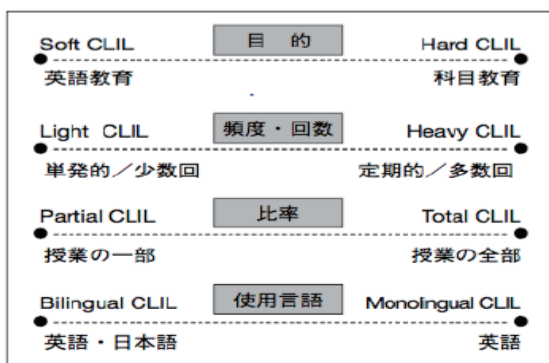 Soft CLIL 目 的 Hard CLIL
英語教育 科目教育
Light CLIL 頻度・回数 Heavy CLIL
単発的/少数回 定期的/多数回
Partial CLIL 比率 Total CLIL
授業の一部 授業の全部
Bilingual CLIL 使用言語 Monolingual CLIL
英語・日本語 英語